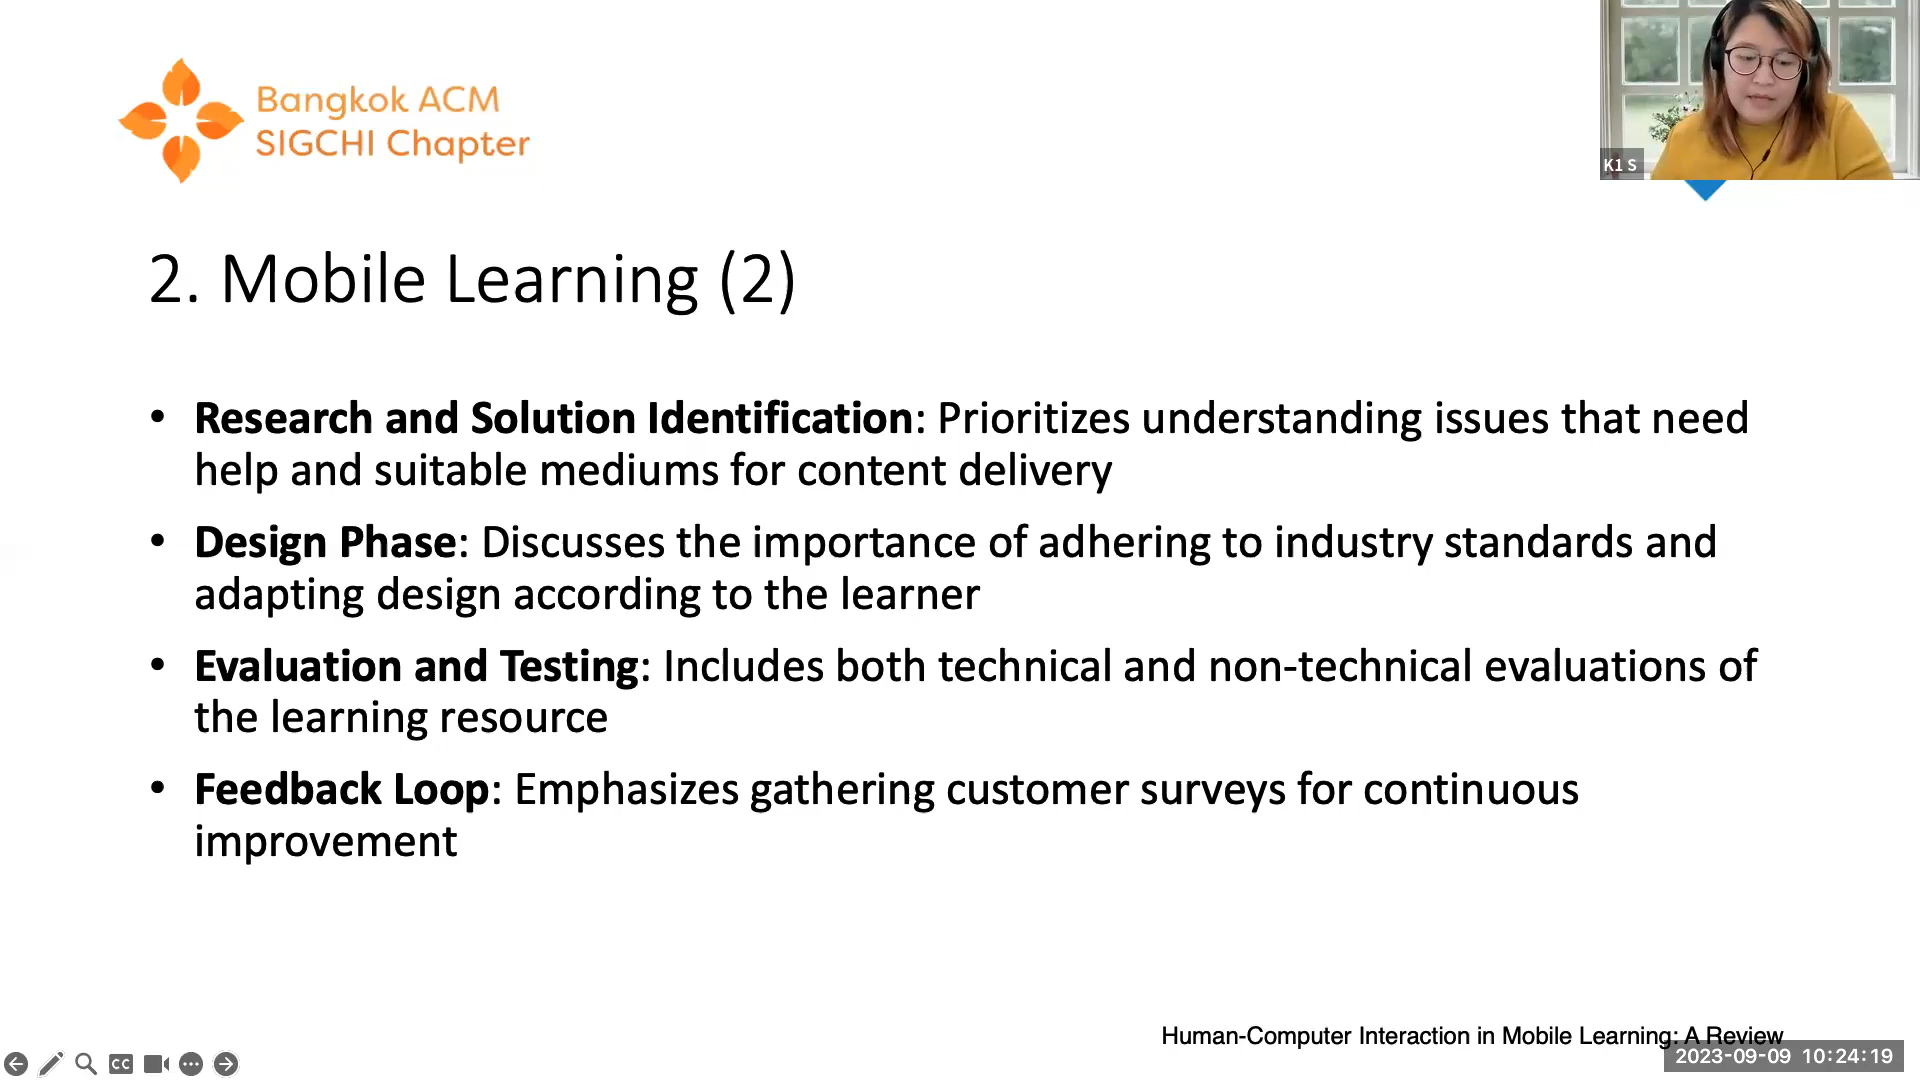 Bangkok ACM
SIGCHI Chapter
K1 S
2. Mobile Learning (2)
• Research and Solution Identification: Prioritizes understanding issues that need
help and suitable mediums for content delivery
• Design Phase: Discusses the importance of adhering to industry standards and
adapting design according to the learner
• Evaluation and Testing: Includes both technical and non-technical evaluations of
the learning resource
• Feedback Loop: Emphasizes gathering customer surveys for continuous
improvement
Human-Computer Interaction in Mobile Learning: A Review
CC
2023-09-09 10:24:19